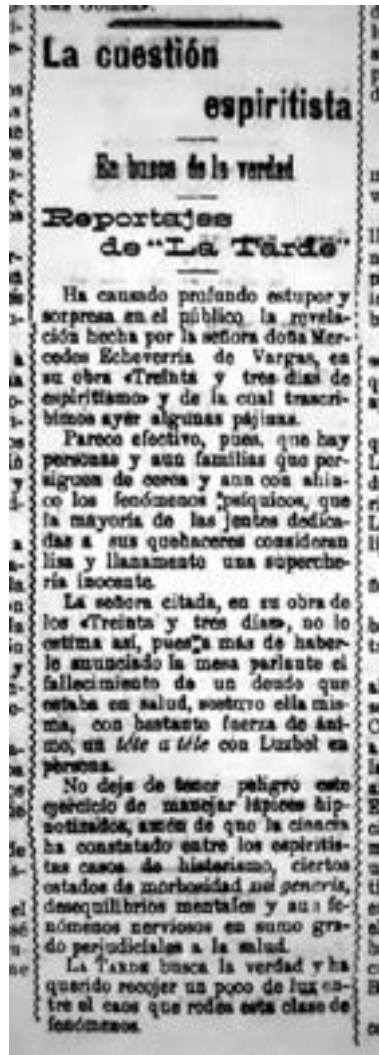 La cuestión
espiritista
En busca de la verdad
Reportajes
de "La Tarde"
Ha causado profundo estupor y
sorpresa en el público la revela-
ción hecha por la señora doña Mer-
cedes Echeverría de Vargas, en
su obra «Treinta y tres días de
espiritismo» y de la cual trascri-
bimos ayer algunas pájinas.
Parece efectivo, pues, que hay
personas y aun familias que per-
siguen de cerca y aun con ahin-
co los fenómenos psíquicos, que
la mayoría de las jentes dedica-
das a sus quehaceres consideran
lisa y llanamente una superche-
ría inocente.
La señora citada, en su obra de
los «Treinta y tres días», no lo
estima así, pues a más de haber-
le anunciado la mesa parlante el
fallecimiento de un deudo que
estaba en salud, sostuvo ella mis-
ma, con bastante fuerza de áni-
mo, un téte a téte con Luzbel en
persona.
No deja de tener peligro este
ejercicio de manejar lápices hip-
notizados, amén de que la ciencia
ha constatado entre los espiritis-
tas casos de histerismo, ciertos
estados de morbosidad sui generis,
desequilibrios mentales y aun fe-
nómenos nerviosos en sumo gra-
do perjudiciales a la salud.
LA TARDE busca la verdad y ha
querido recojer un poco de luz en-
tre el caos que rodea esta clase de
fenómenos.